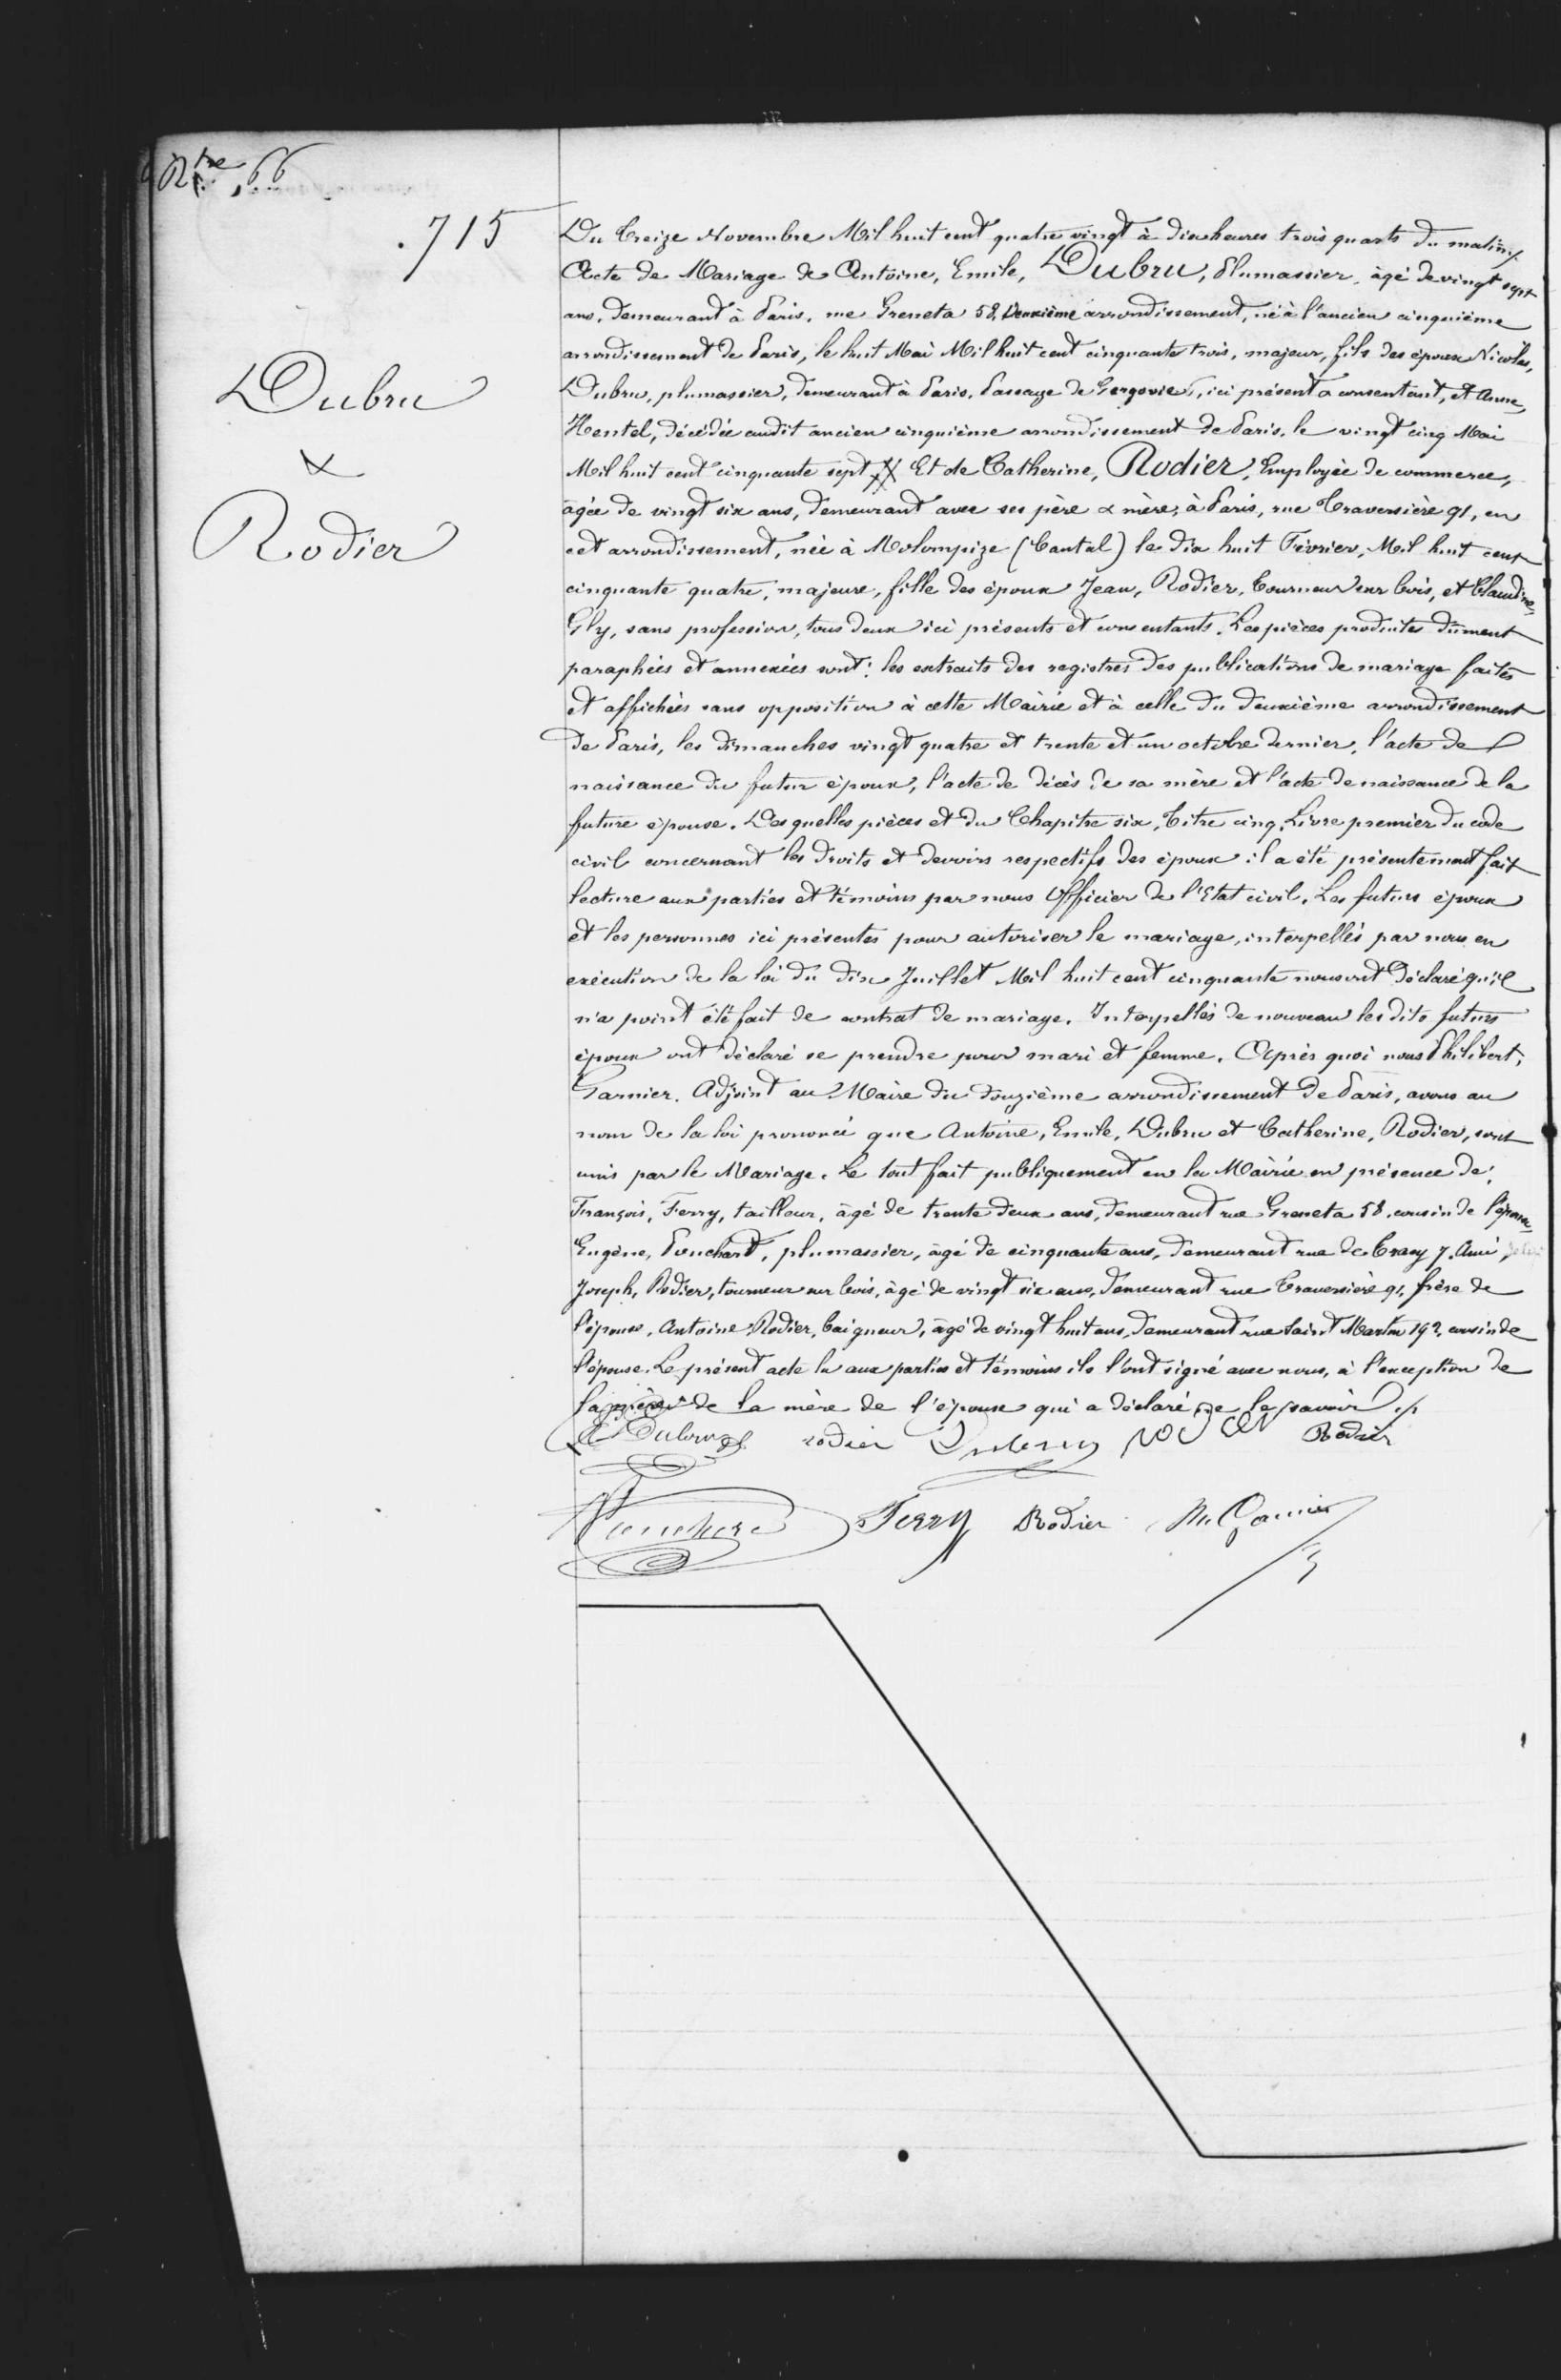 Rtre 66
715
Dubru
&
Rodier
Du treize Novembre Mil huit cent quatre vingt à dix heures trois quarts du matin ./.
Acte de Mariage de Antoine, Emile, Dubru, Plumassier, âgé de vingt sept
ans, demeurant à Paris, rue Greneta 58, Deuxième arrondissement, né à l'ancien cinquième
arrondissement de Paris, le huit Mai Mil huit cent cinquante trois, majeur, fils des époux Nicolas,
Dubru, plumassier, demeurant à Paris, Passage de Gergovie, ici présent & consentant, et Anne,
Hentel, décédée audit ancien cinquième arrondissement de Paris, le vingt cinq Mai
Mil huit cent cinquante sept // Et de Catherine, Rodier, Employée de commerce,
âgée de vingt six ans, demeurant avec ses père & mère, à Paris, rue Traversière 91, en
cet arrondissement, née à Molompize (Cantal) le dix huit Février, Mil huit cent
cinquante quatre, majeure, fille des époux Jean, Rodier, Tourneur sur bois, et Claudine,
Gly, sans profession, tous deux ici présents et consentants. Les pièces produites dûment
paraphées et annexées sont: les extraits des registres des publications de mariage faites
et affichées sans opposition à cette Mairie et à celle du deuxième arrondissement
de Paris, les dimanches vingt quatre et trente et un octobre dernier, l'acte de
naissance du futur époux, l'acte de décès de sa mère et l'acte de naissance de la
future épouse. Des quelles pièces et du Chapitre six, Titre cinq, Livre premier du code
civil concernant les droits et devoirs respectifs des époux: il a été présentement fait
lecture aux parties et témoins par nous Officier de l'Etat civil. Les futurs époux
et les personnes ici présentes pour autoriser le mariage, interpellés par nous en
exécution de la loi du dix Juillet Mil huit cent cinquante nous ont déclaré qu'il
n'a point été fait de contrat de mariage. Interpellés de nouveau les dits futurs
époux ont déclaré se prendre pour mari et femme. Après quoi nous Philibert,
Garnier, Adjoint au Maire du douzième arrondissement de Paris, avons au
nom de la loi prononcé que Antoine, Emile, Dubru et Catherine, Rodier, sont
unis par le Mariage. Le tout fait publiquement en la Mairie en présence de:
François, Ferry, tailleur, âgé de trente deux ans, demeurant rue Greneta 58, cousin de l'époux,
Eugène, Pouchard, plumassier, âgé de cinquante ans, demeurant rue de Tracy 7, Ami,
Joseph, Rodier, tourneur sur bois, âgé de vingt six ans, demeurant rue Traversière 91, frère de
l'épouse, Antoine Rodier, baigneur, âgé de vingt huit ans, demeurant rue Saint Martin 192, cousin de
l'épouse. Le présent acte lu aux parties et témoins ils l'ont signé avec nous, à l'exception de
de la mère de l'épouse qui a déclaré ne le savoir ./.
Dubru rodier Dubru Rodier Rodier
Ferry Rodier Garnier